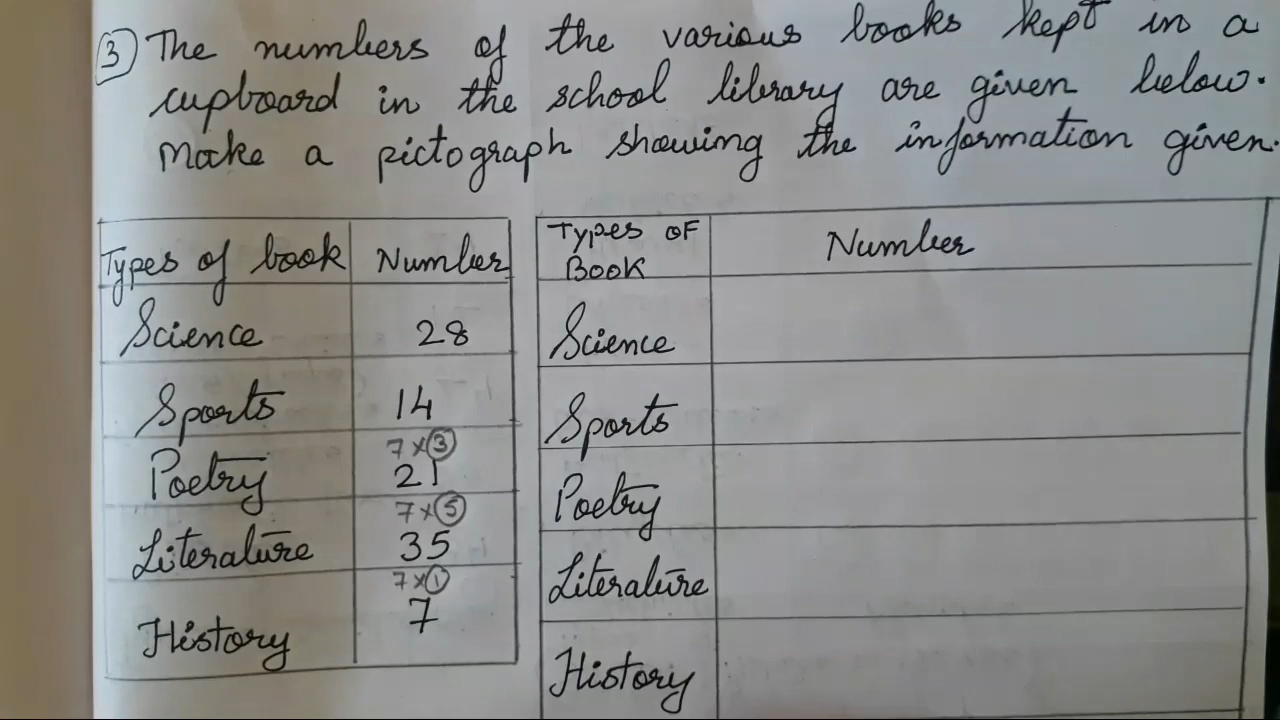 3 The numbers of the various books kept in a
cupboard in the school library are given below.
Make a pictograph showing the information given.
Types of book Number
Science 28
Sports 14
7×3
Poetry 21
7×5
Literature 35
7×1
History 7
Types OF Book Number
Science
Sports
Poetry
Literature
History